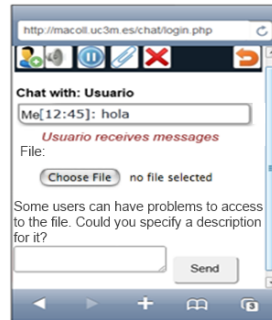 http://macoll.uc3m.es/chat/login.php
Chat with: Usuario
Me[12:45]: hola
Usuario receives messages
File:
Choose File no file selected
Some users can have problems to access
to the file. Could you specify a description
for it?
Send
3